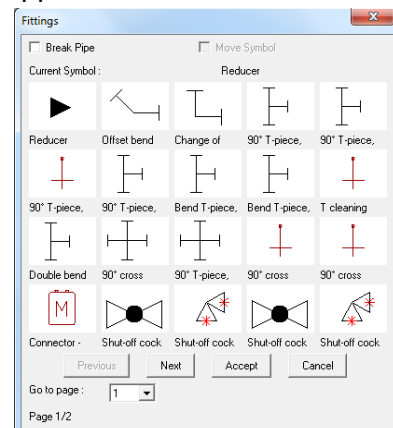 Fittings
Break Pipe Move Symbol
Current Symbol : Reducer
Reducer Offset bend Change of 90° T-piece, 90° T-piece,
90° T-piece, 90° T-piece, Bend T-piece, Bend T-piece, T cleaning
Double bend 90° cross 90° T-piece, 90° cross 90° cross
M
Connector - Shut-off cock Shut-off cock Shut-off cock Shut-off cock
Previous Next Accept Cancel
Go to page : 1
Page 1/2